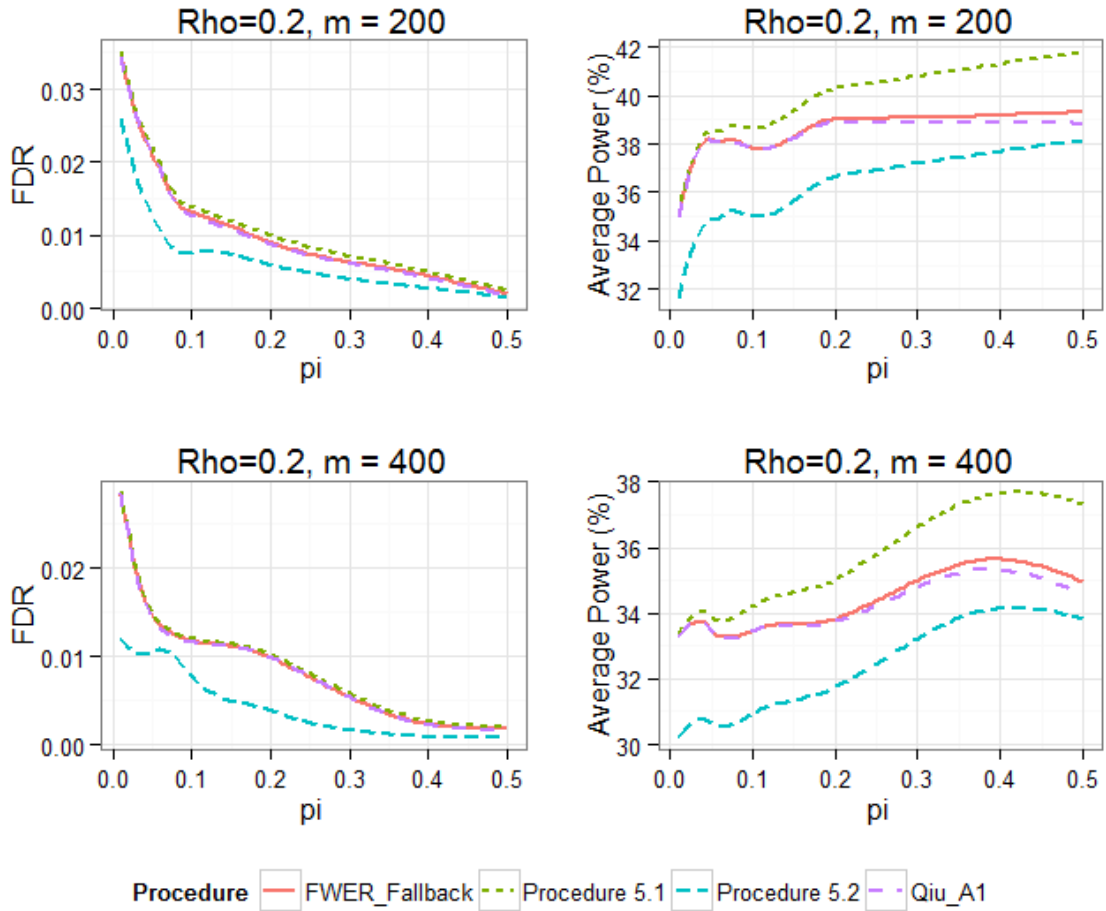 Rho=0.2, m = 200
FDR
0.03
0.02
0.01
0.00
0.0 0.1 0.2 0.3 0.4 0.5
pi
Rho=0.2, m = 200
Average Power (%)
42
40
38
36
34
32
0.0 0.1 0.2 0.3 0.4 0.5
pi
Rho=0.2, m = 400
FDR
0.02
0.01
0.00
0.0 0.1 0.2 0.3 0.4 0.5
pi
Rho=0.2, m = 400
Average Power (%)
38
36
34
32
30
0.0 0.1 0.2 0.3 0.4 0.5
pi
Procedure FWER_Fallback Procedure 5.1 Procedure 5.2 Qiu_A1